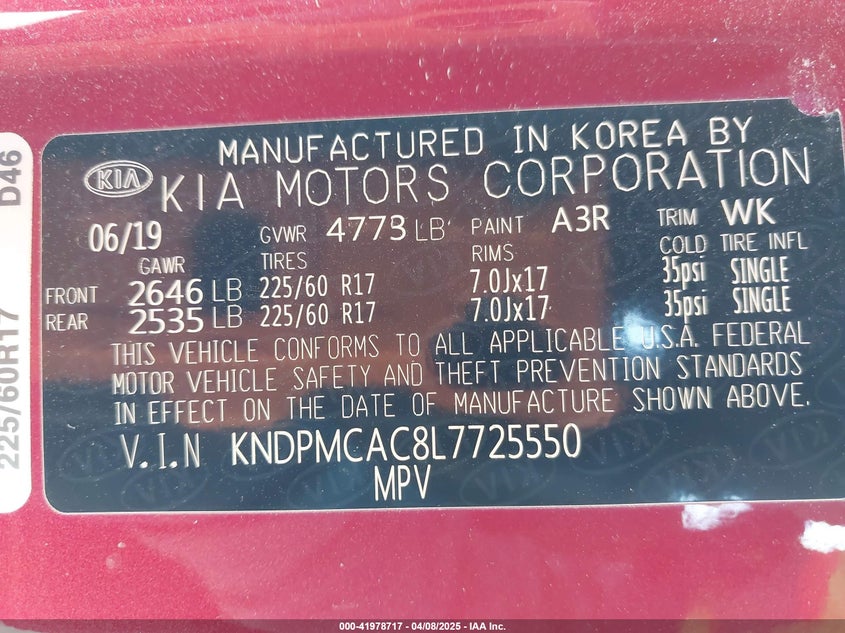 MANUFACTURED IN KOREA BY
KIA KIA MOTORS CORPORATION
06/19 GVWR 4773 LB PAINT A3R TRIM WK
GAWR TIRES RIMS COLD TIRE INFL
FRONT 2646 LB 225/60 R17 7.0Jx17 35psi SINGLE
REAR 2535 LB 225/60 R17 7.0Jx17 35psi SINGLE
THIS VEHICLE CONFORMS TO ALL APPLICABLE U.S.A. FEDERAL
MOTOR VEHICLE SAFETY AND THEFT PREVENTION STANDARDS
IN EFFECT ON THE DATE OF MANUFACTURE SHOWN ABOVE.
V.I.N KNDPMCAC8L7725550
MPV
225/60R17 D46
000-41978717 - 04/08/2025 - IAA Inc.